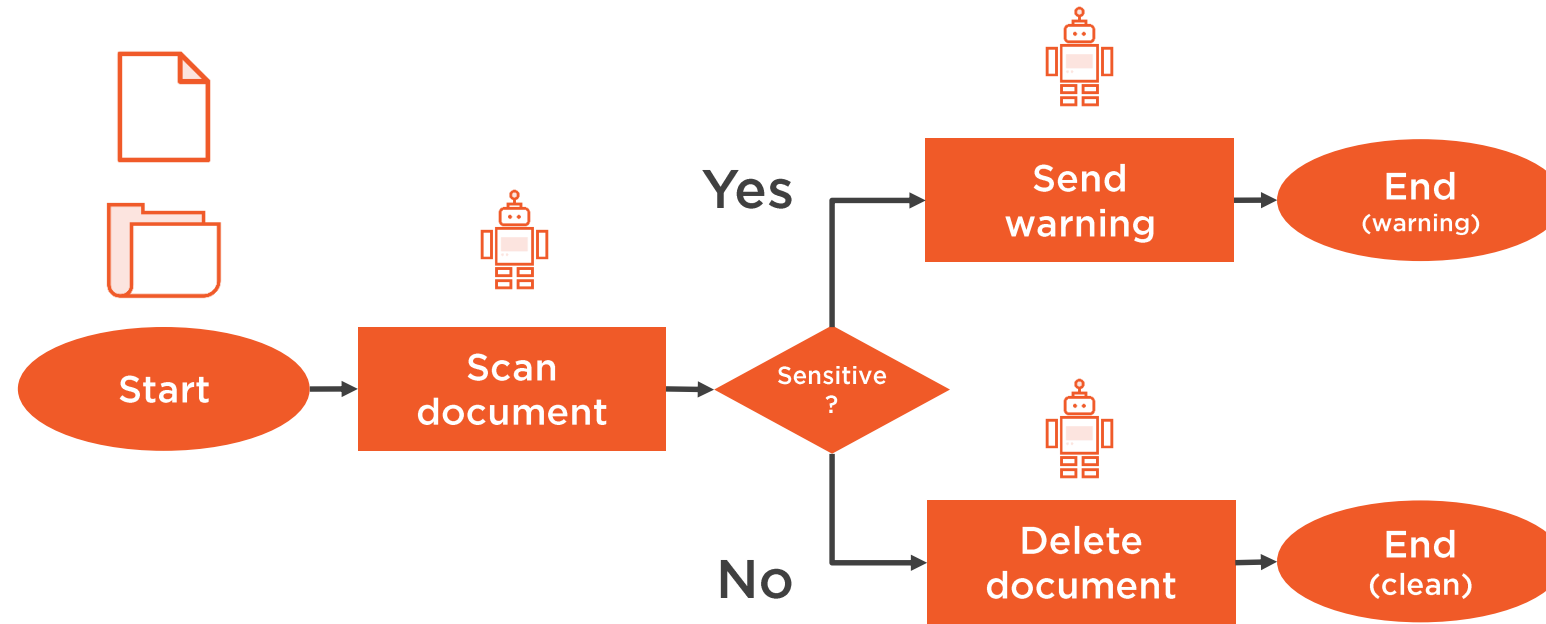 Start
Scan
document
Sensitive
?
Yes
Send
warning
End
(warning)
No
Delete
document
End
(clean)